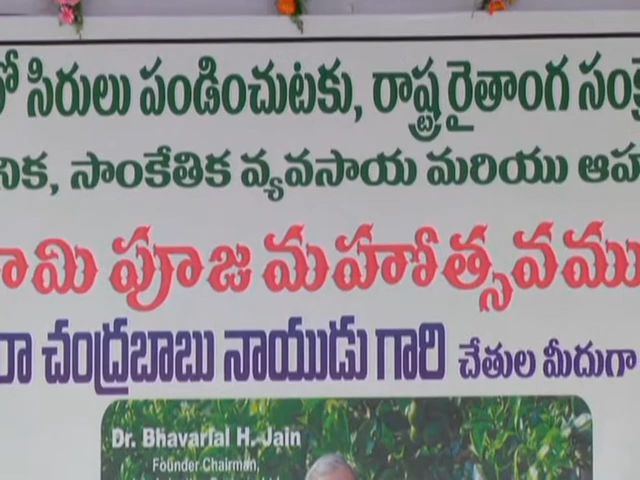 లో సిరులు పండించుటకు, రాష్ట్ర రైతాంగ
సాంకేతిక వ్యవసాయ మరియు
పూజ మహోత్సవము
చంద్రబాబు నాయుడు గారి చేతుల మీదుగా
Dr. Bhavarlal H. Jain
Founder Chairman,